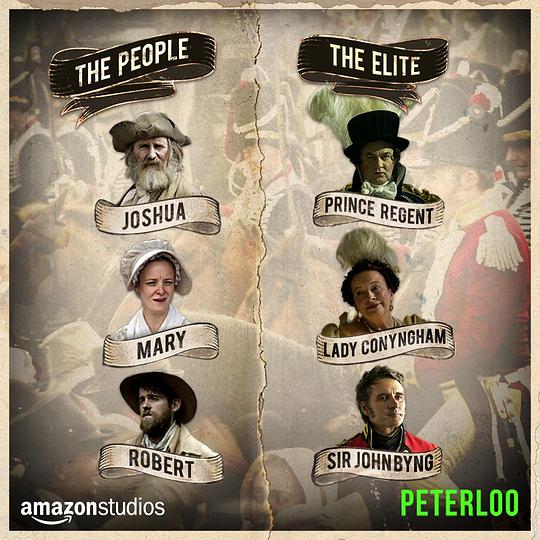 THE PEOPLE
JOSHUA
MARY
ROBERT
THE ELITE
PRINCE REGENT
LADY CONYNGHAM
SIR JOHN BYNG
amazonstudios
PETERLOO